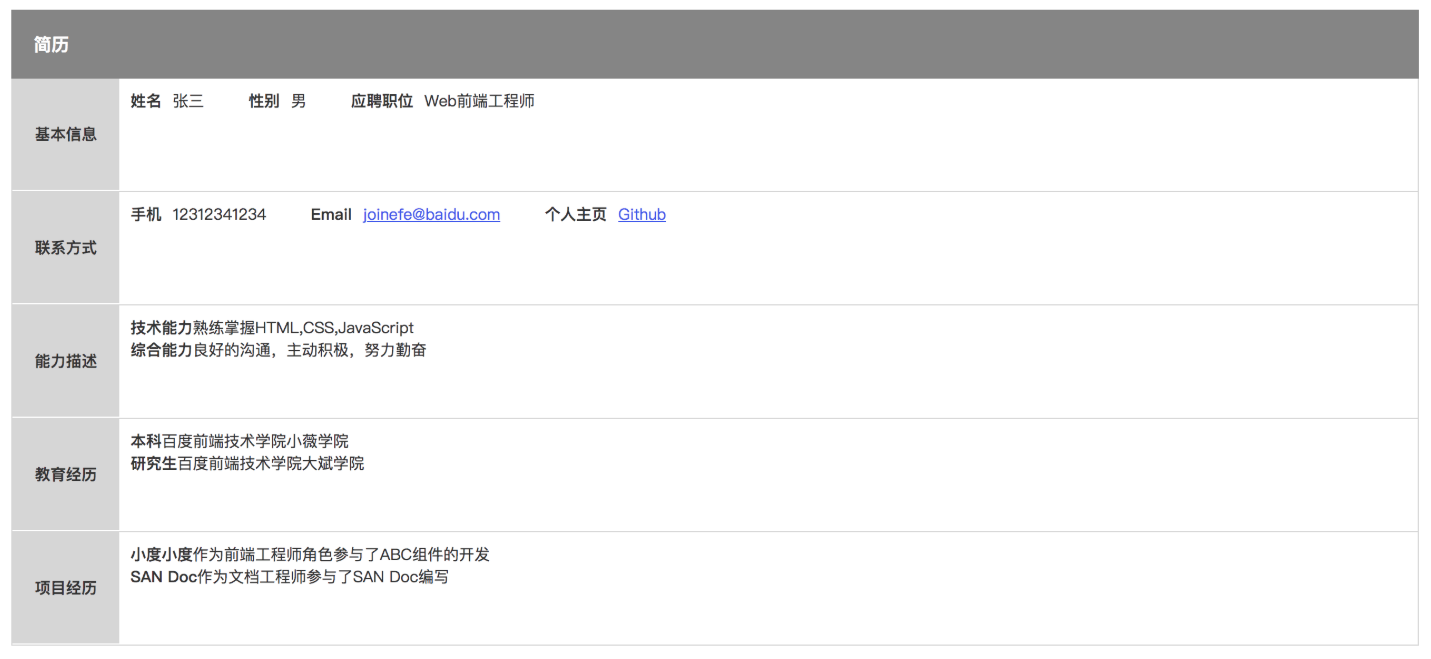 简历
基本信息
姓名 张三 性别 男 应聘职位 Web前端工程师
联系方式
手机 12312341234 Email joinefe@baidu.com 个人主页 Github
能力描述
技术能力熟练掌握HTML,CSS,JavaScript
综合能力良好的沟通，主动积极，努力勤奋
教育经历
本科百度前端技术学院小薇学院
研究生百度前端技术学院大斌学院
项目经历
小度小度作为前端工程师角色参与了ABC组件的开发
SAN Doc作为文档工程师参与了SAN Doc编写